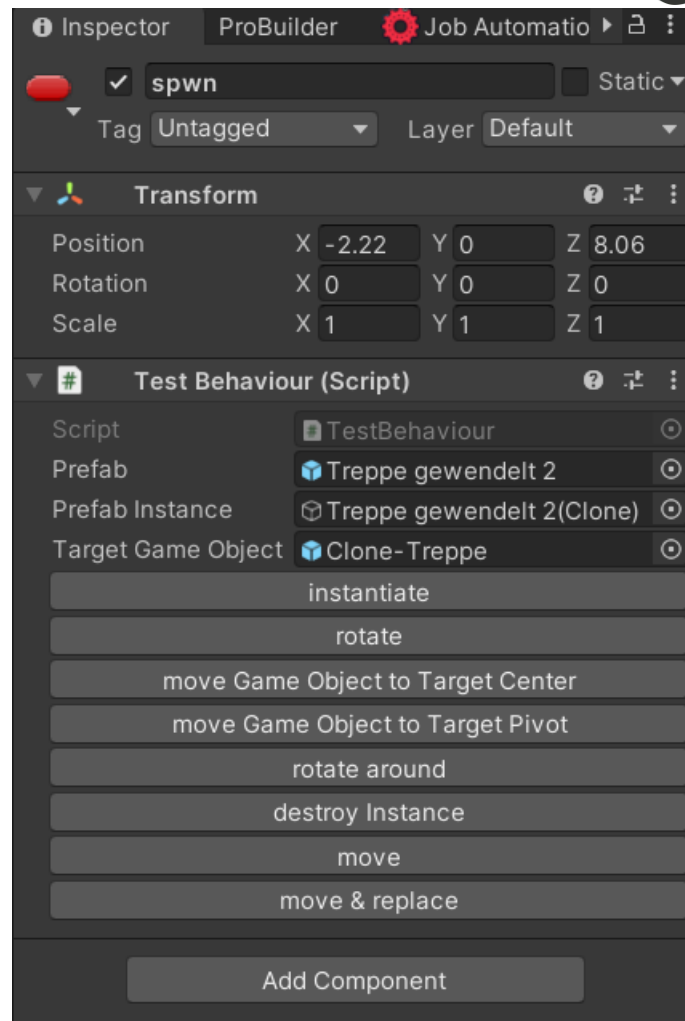 Inspector ProBuilder Job Automatio
spwn Static
Tag Untagged Layer Default
Transform
Position X -2.22 Y 0 Z 8.06
Rotation X 0 Y 0 Z 0
Scale X 1 Y 1 Z 1
# Test Behaviour (Script)
Script # TestBehaviour
Prefab Treppe gewendelt 2
Prefab Instance Treppe gewendelt 2(Clone)
Target Game Object Clone-Treppe
instantiate
rotate
move Game Object to Target Center
move Game Object to Target Pivot
rotate around
destroy Instance
move
move & replace
Add Component